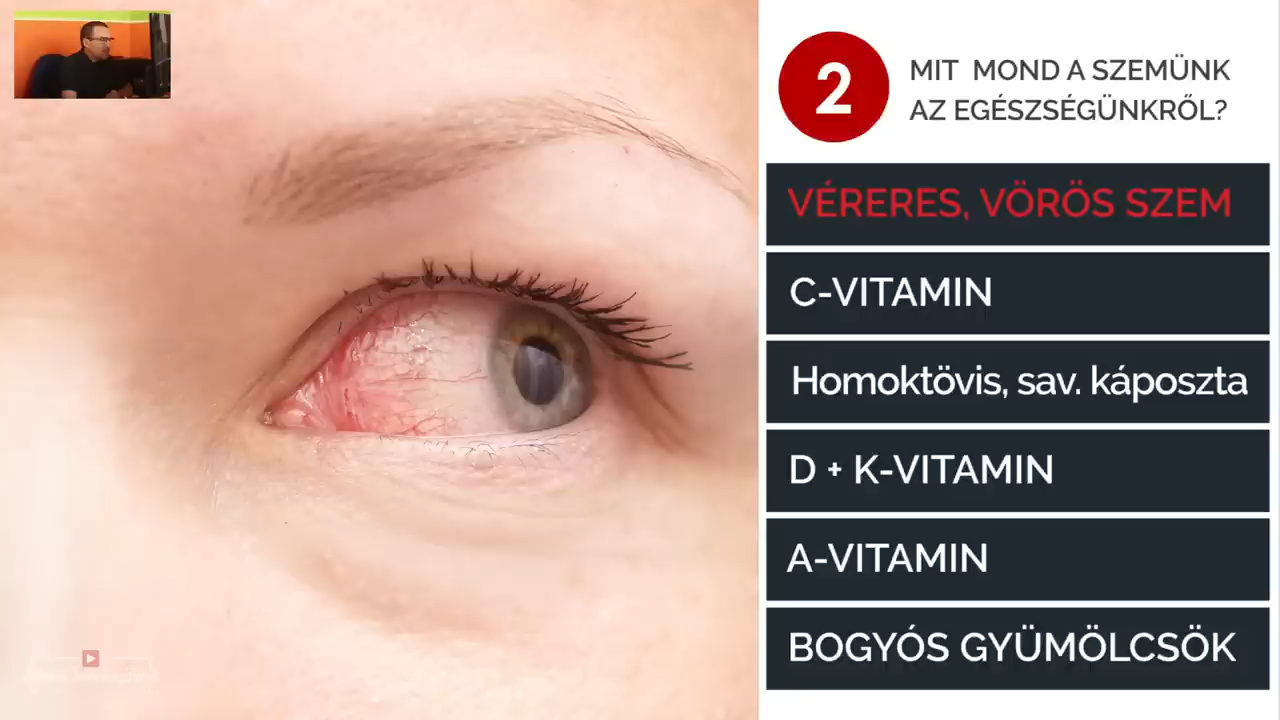 2
MIT MOND A SZEMÜNK
AZ EGÉSZSÉGÜNKRŐL?
VÉRERES, VÖRÖS SZEM
C-VITAMIN
Homoktövis, sav. káposzta
D + K-VITAMIN
A-VITAMIN
BOGYÓS GYÜMÖLCSÖK